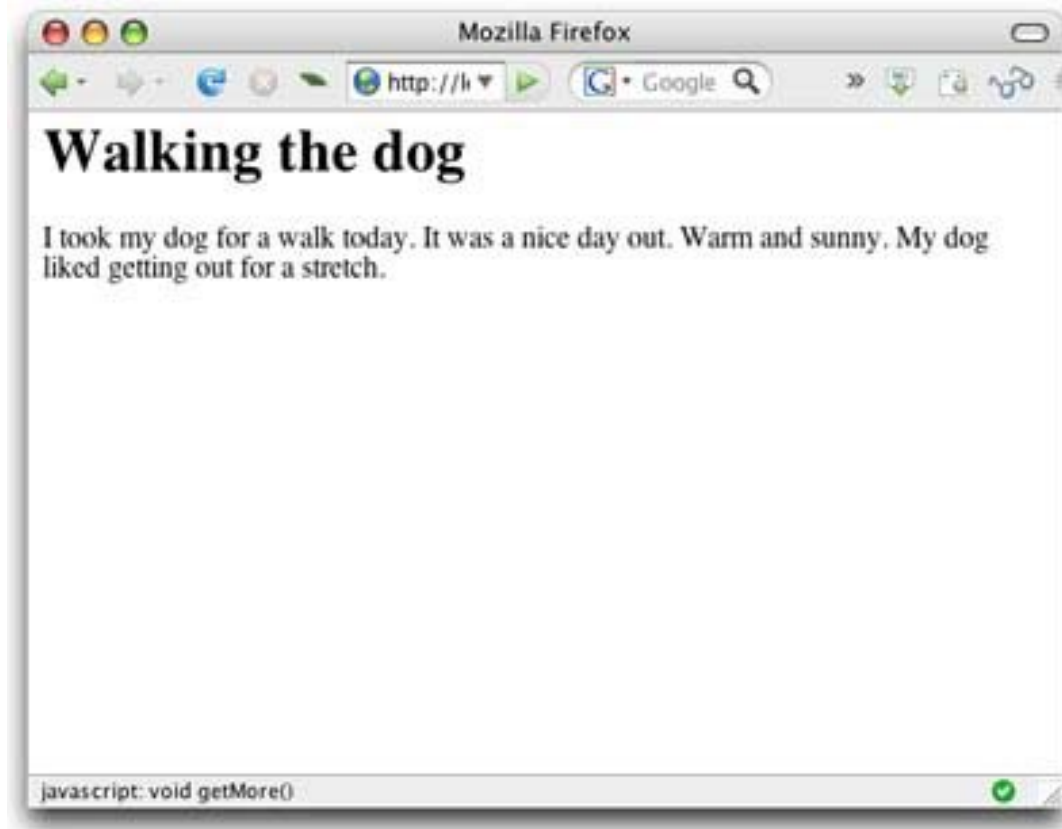 Mozilla Firefox
http://k Google
Walking the dog
I took my dog for a walk today. It was a nice day out. Warm and sunny. My dog
liked getting out for a stretch.
javascript: void getMore()